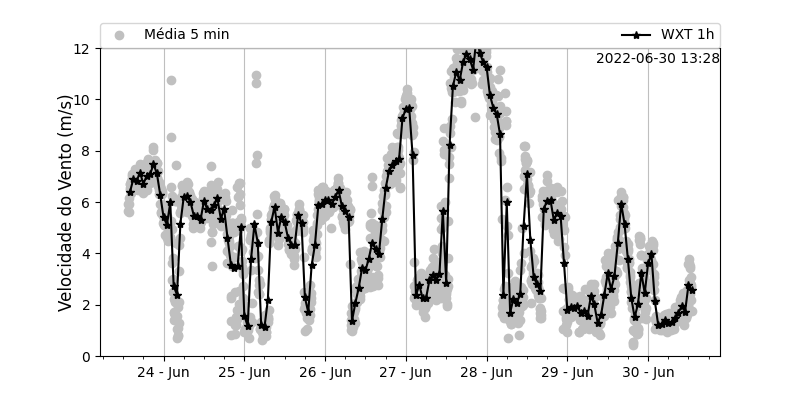 Média 5 min
WXT 1h
2022-06-30 13:28
Velocidade do Vento (m/s)
12
10
8
6
4
2
0
24 - Jun
25 - Jun
26 - Jun
27 - Jun
28 - Jun
29 - Jun
30 - Jun